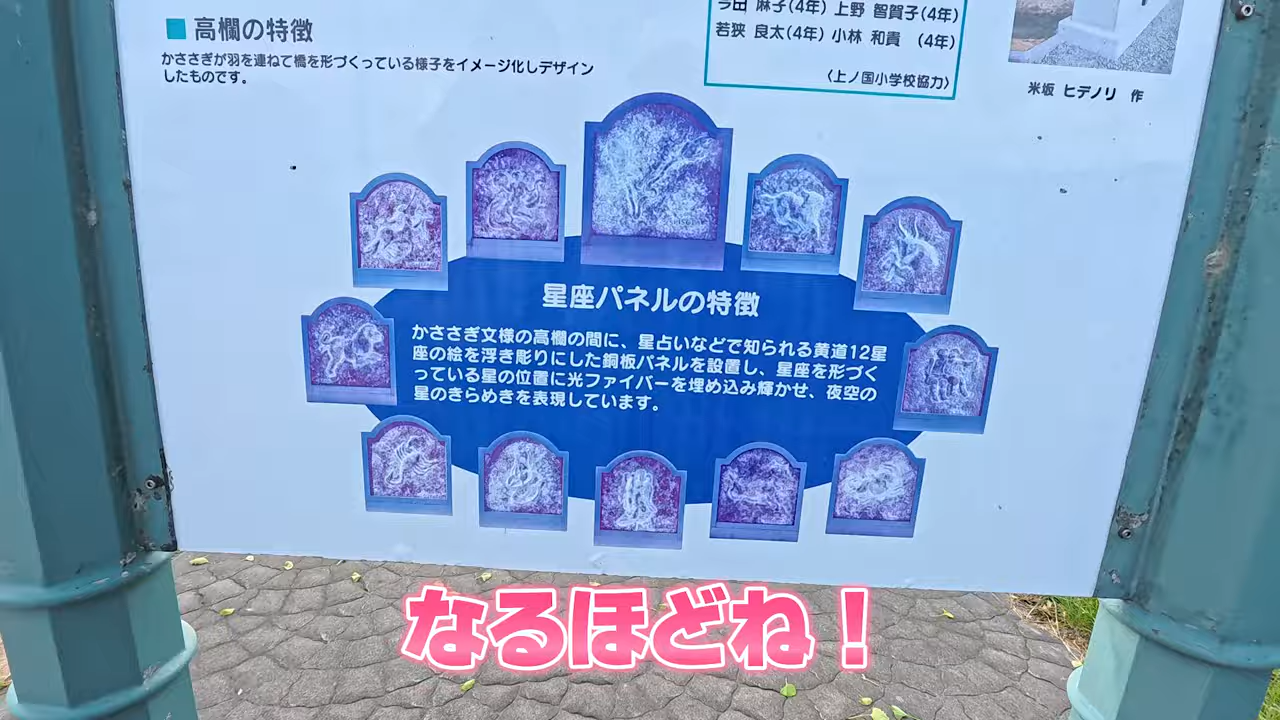 ■ 高欄の特徴
かささぎが羽を連ねて橋を形づくっている様子をイメージ化しデザイン
したものです。
今田 麻子(4年) 上野 智賀子(4年)
若狭 良太(4年) 小林 和貴 (4年)
〈上ノ国小学校協力〉
米坂 ヒデノリ 作
星座パネルの特徴
かささぎ文様の高欄の間に、星占いなどで知られる黄道12星
座の絵を浮き彫りにした銅板パネルを設置し、星座を形づく
っている星の位置に光ファイバーを埋め込み輝かせ、夜空の
星のきらめきを表現しています。
なるほどね！